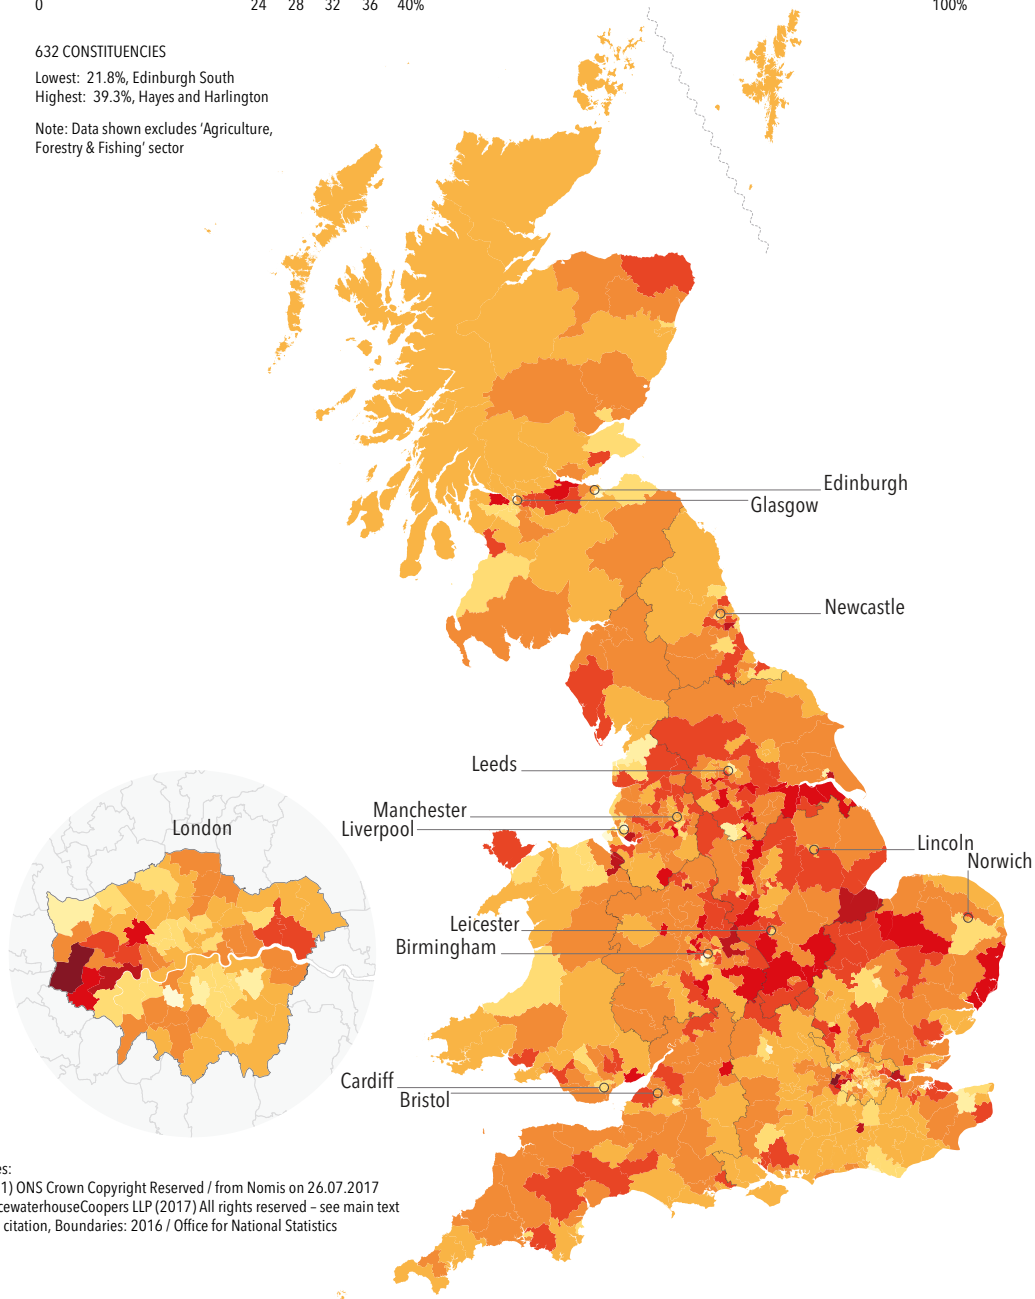 0 24 28 32 36 40% 100%
632 CONSTITUENCIES
Lowest: 21.8%, Edinburgh South
Highest: 39.3%, Hayes and Harlington
Note: Data shown excludes ‘Agriculture,
Forestry & Fishing’ sector
Edinburgh
Glasgow
Newcastle
Leeds
Manchester
Liverpool
London
Lincoln
Norwich
Leicester
Birmingham
Cardiff
Bristol
es:
1) ONS Crown Copyright Reserved / from Nomis on 26.07.2017
cewaterhouseCoopers LLP (2017) All rights reserved – see main text
citation, Boundaries: 2016 / Office for National Statistics